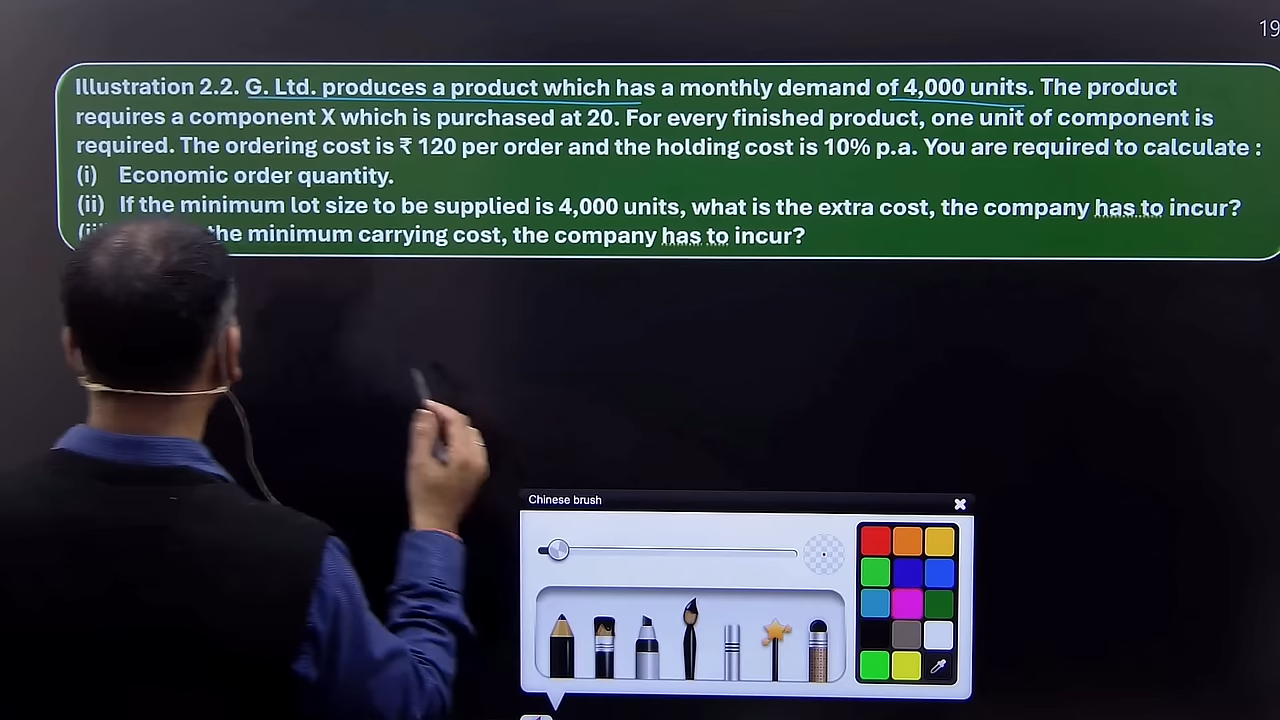 19
Illustration 2.2. G. Ltd. produces a product which has a monthly demand of 4,000 units. The product
requires a component X which is purchased at 20. For every finished product, one unit of component is
required. The ordering cost is ₹ 120 per order and the holding cost is 10% p.a. You are required to calculate :
(i) Economic order quantity.
(ii) If the minimum lot size to be supplied is 4,000 units, what is the extra cost, the company has to incur?
the minimum carrying cost, the company has to incur?
Chinese brush